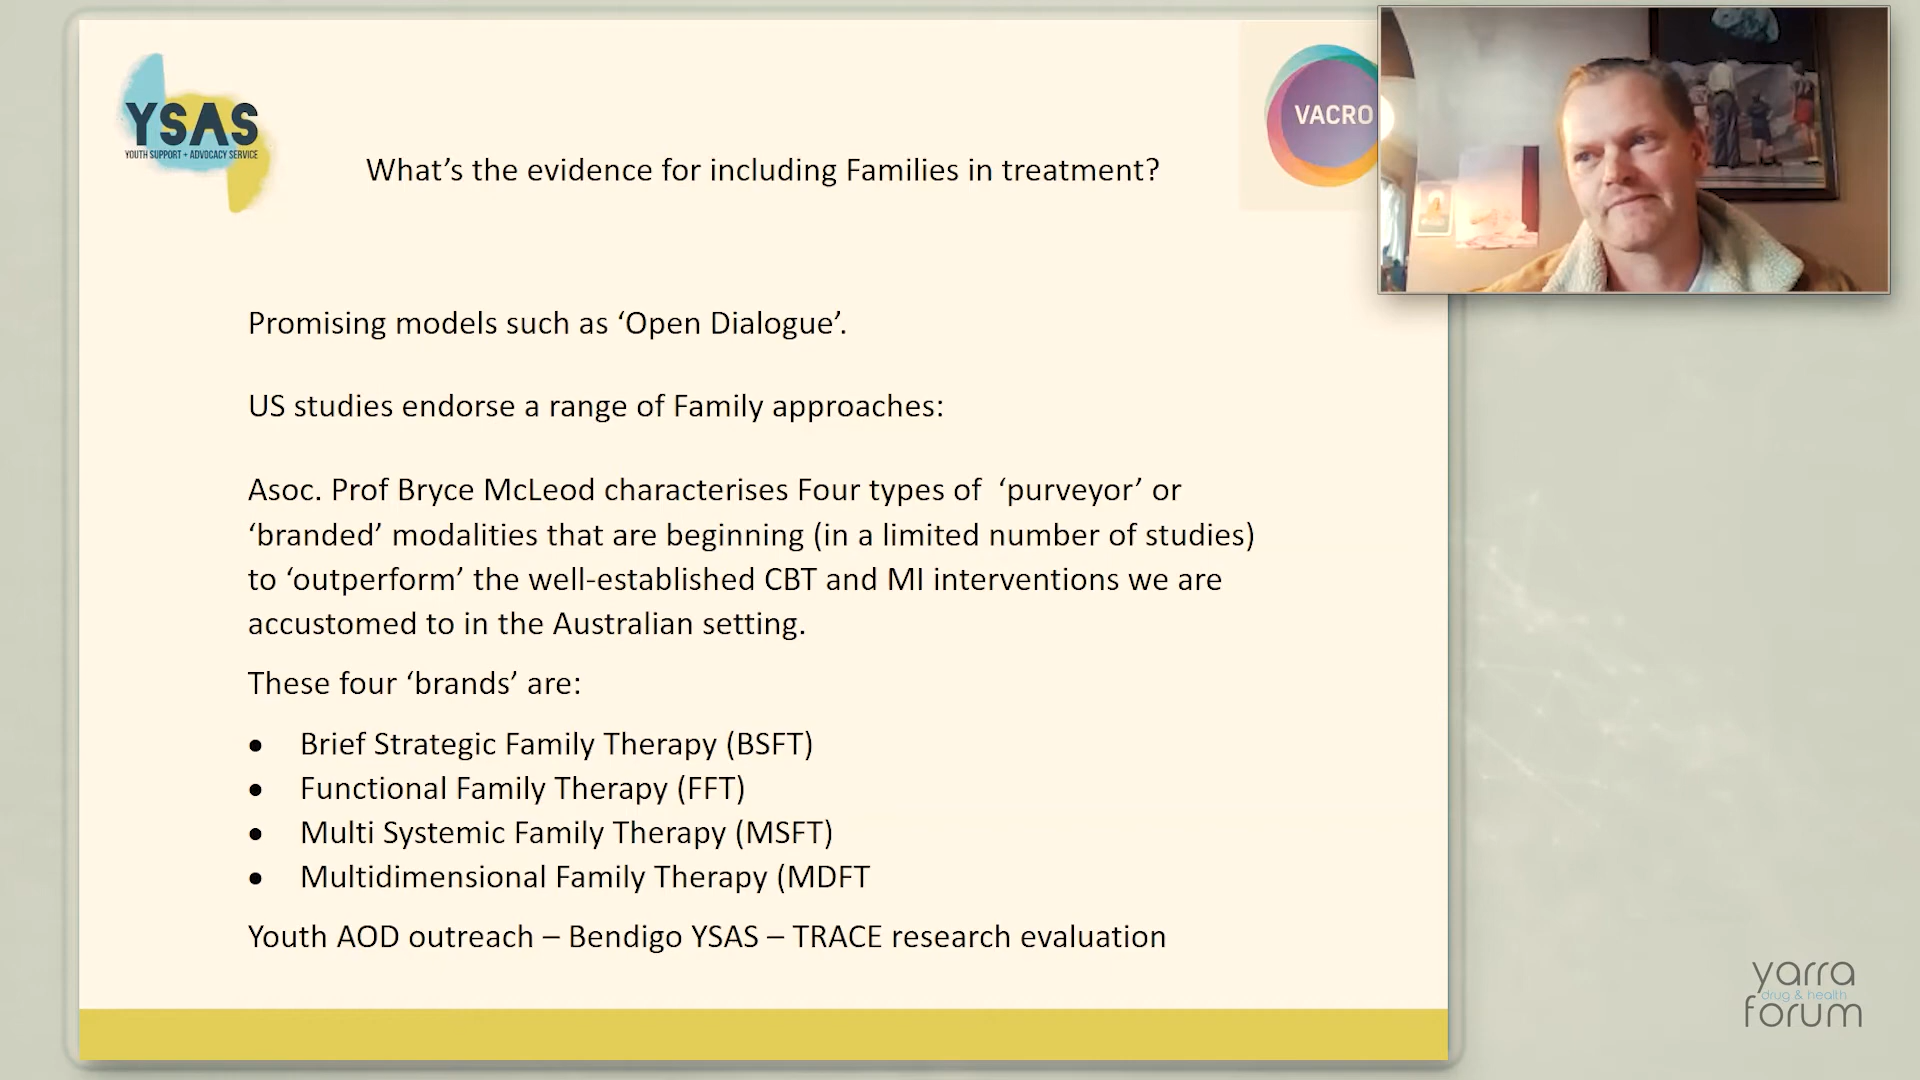 YSAS
YOUTH SUPPORT + ADVOCACY SERVICE
VACRO
What’s the evidence for including Families in treatment?
Promising models such as ‘Open Dialogue’.
US studies endorse a range of Family approaches:
Asoc. Prof Bryce McLeod characterises Four types of ‘purveyor’ or
‘branded’ modalities that are beginning (in a limited number of studies)
to ‘outperform’ the well-established CBT and MI interventions we are
accustomed to in the Australian setting.
These four ‘brands’ are:
• Brief Strategic Family Therapy (BSFT)
• Functional Family Therapy (FFT)
• Multi Systemic Family Therapy (MSFT)
• Multidimensional Family Therapy (MDFT
Youth AOD outreach – Bendigo YSAS – TRACE research evaluation
yarra
drug & health
forum